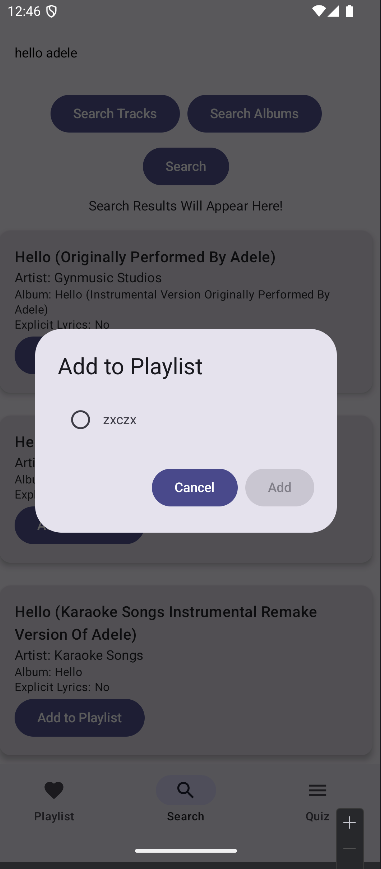 12:46
hello adele
Search Tracks
Search Albums
Search
Search Results Will Appear Here!
Hello (Originally Performed By Adele)
Artist: Gynmusic Studios
Album: Hello (Instrumental Version Originally Performed By
Adele)
Explicit Lyrics: No
Add to Playlist
zxczx
Cancel
Add
Hello (Karaoke Songs Instrumental Remake
Version Of Adele)
Artist: Karaoke Songs
Album: Hello
Explicit Lyrics: No
Add to Playlist
Playlist
Search
Quiz